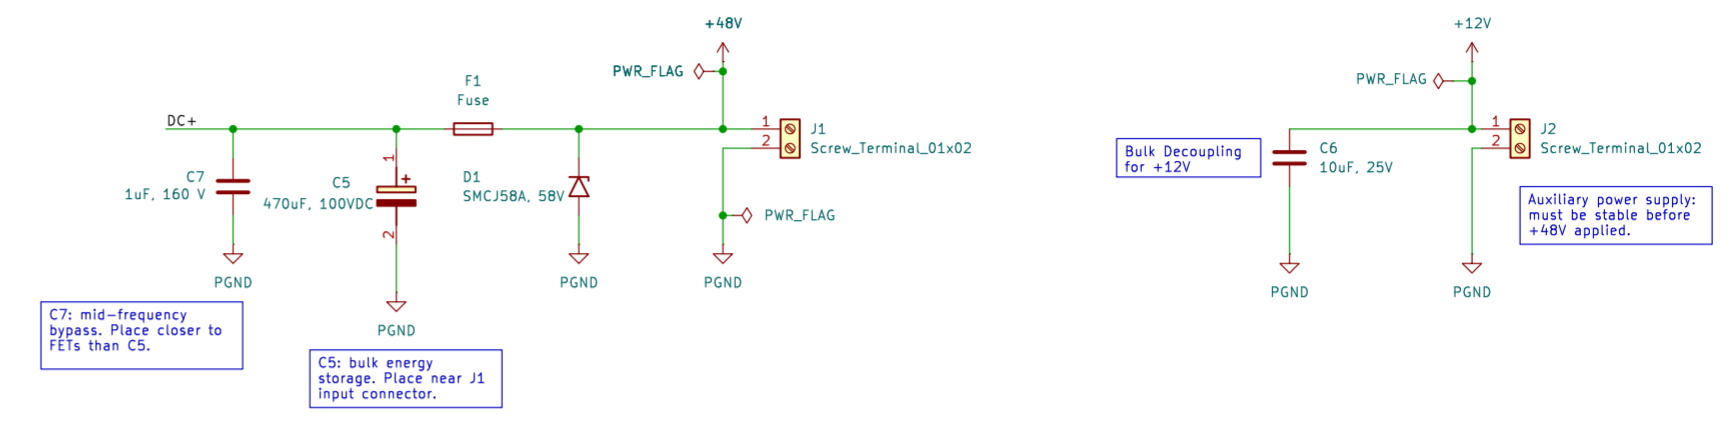 +48V
PWR_FLAG
F1
Fuse
DC+
1
2
J1
Screw_Terminal_01x02
C7
1uF, 160 V
C5
470uF, 100VDC
1
+
2
D1
SMCJ58A, 58V
PWR_FLAG
PGND
PGND
PGND
PGND
C7: mid-frequency
bypass. Place closer to
FETs than C5.
C5: bulk energy
storage. Place near J1
input connector.
+12V
PWR_FLAG
1
2
J2
Screw_Terminal_01x02
Bulk Decoupling
for +12V
C6
10uF, 25V
Auxiliary power supply:
must be stable before
+48V applied.
PGND
PGND